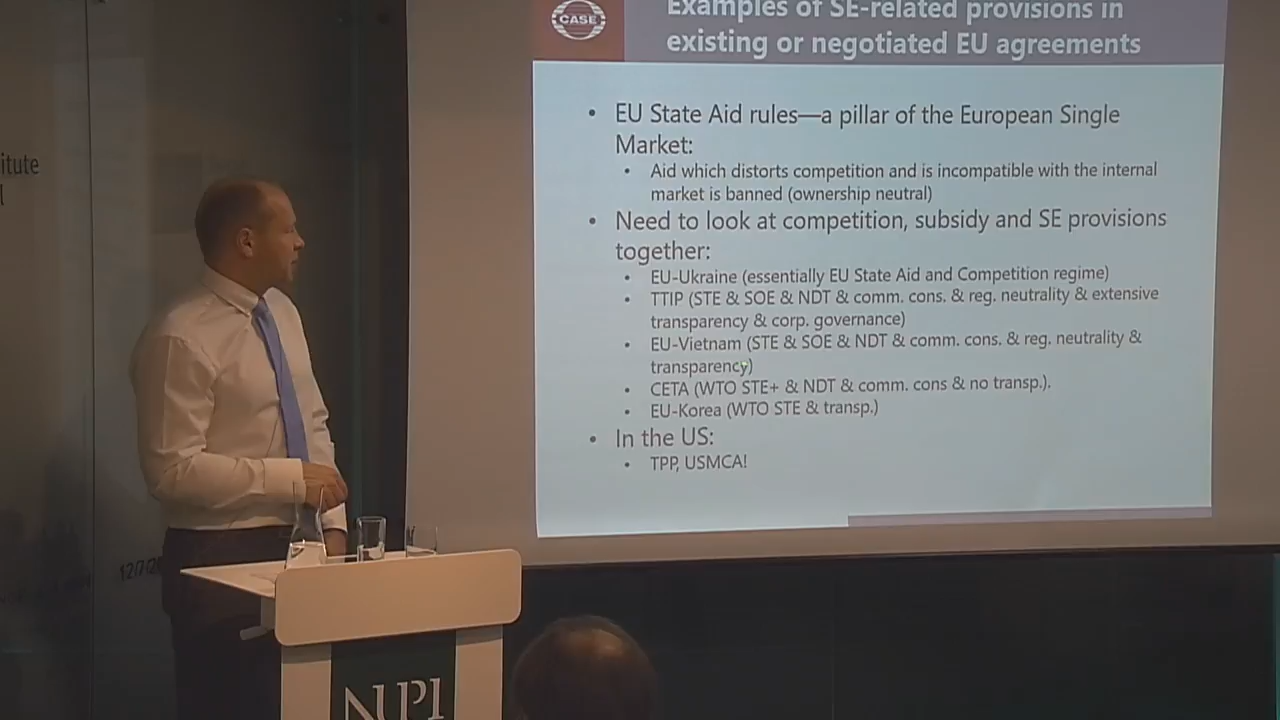 CASE
Examples of SE-related provisions in
existing or negotiated EU agreements
• EU State Aid rules—a pillar of the European Single
Market:
• Aid which distorts competition and is incompatible with the internal
market is banned (ownership neutral)
• Need to look at competition, subsidy and SE provisions
together:
• EU-Ukraine (essentially EU State Aid and Competition regime)
• TTIP (STE & SOE & NDT & comm. cons. & reg. neutrality & extensive
transparency & corp. governance)
• EU-Vietnam (STE & SOE & NDT & comm. cons. & reg. neutrality &
transparency)
• CETA (WTO STE+ & NDT & comm. cons & no transp.).
• EU-Korea (WTO STE & transp.)
• In the US:
• TPP, USMCA!
itute
l
NUPI